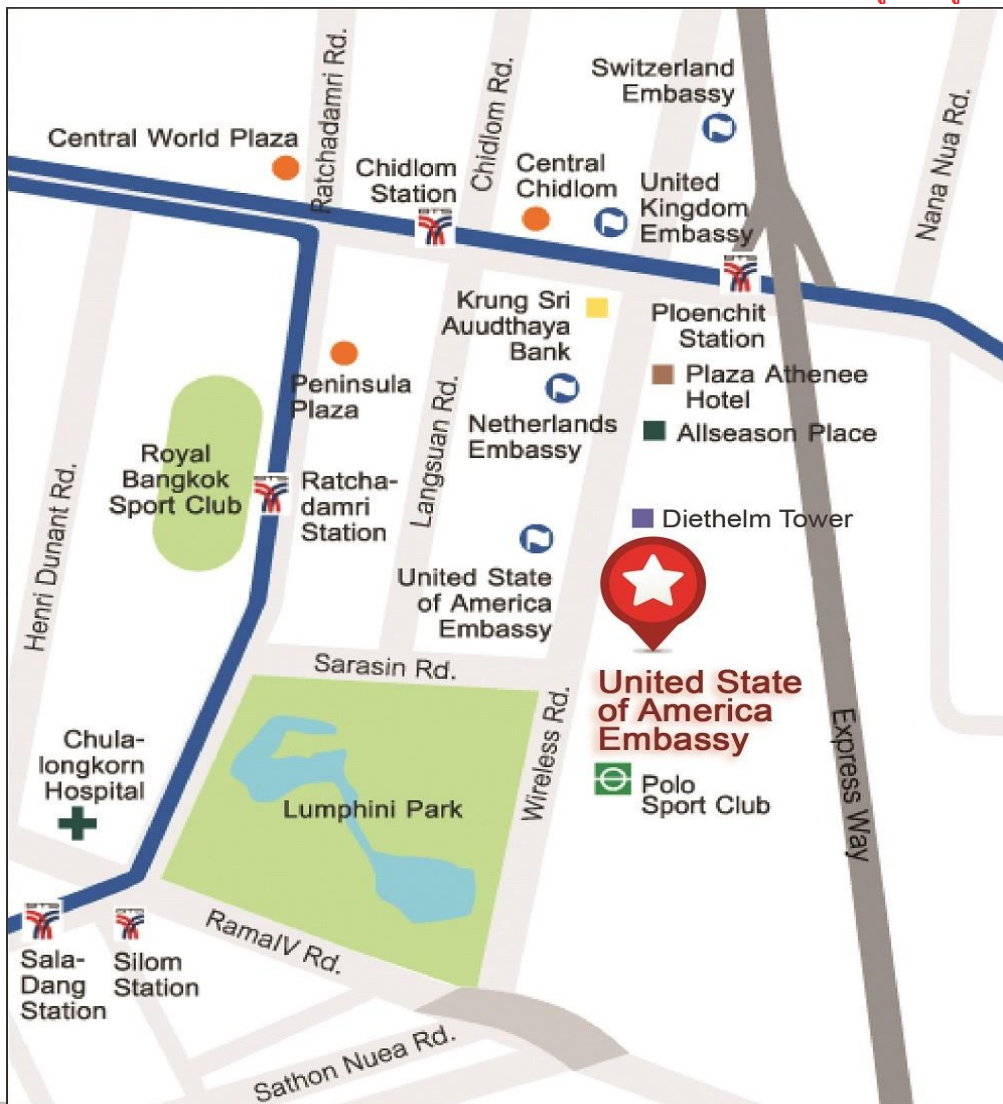 Ratchadamri Rd.
Chidlom Rd.
Switzerland
Embassy
Nana Nua Rd.
Central World Plaza
Chidlom
Station
Central
Chidlom
United
Kingdom
Embassy
Krung Sri
Auudthaya
Bank
Ploenchit
Station
Peninsula
Plaza
Plaza Athenee
Hotel
Netherlands
Embassy
Allseason Place
Langsuan Rd.
Royal
Bangkok
Sport Club
Ratcha-
damri
Station
Henri Dunant Rd.
Diethelm Tower
United State
of America
Embassy
Sarasin Rd.
United State
of America
Embassy
Wireless Rd.
Express Way
Chula-
longkorn
Hospital
Lumphini Park
Polo
Sport Club
RamaIV Rd.
Sala-
Dang
Station
Silom
Station
Sathon Nuea Rd.